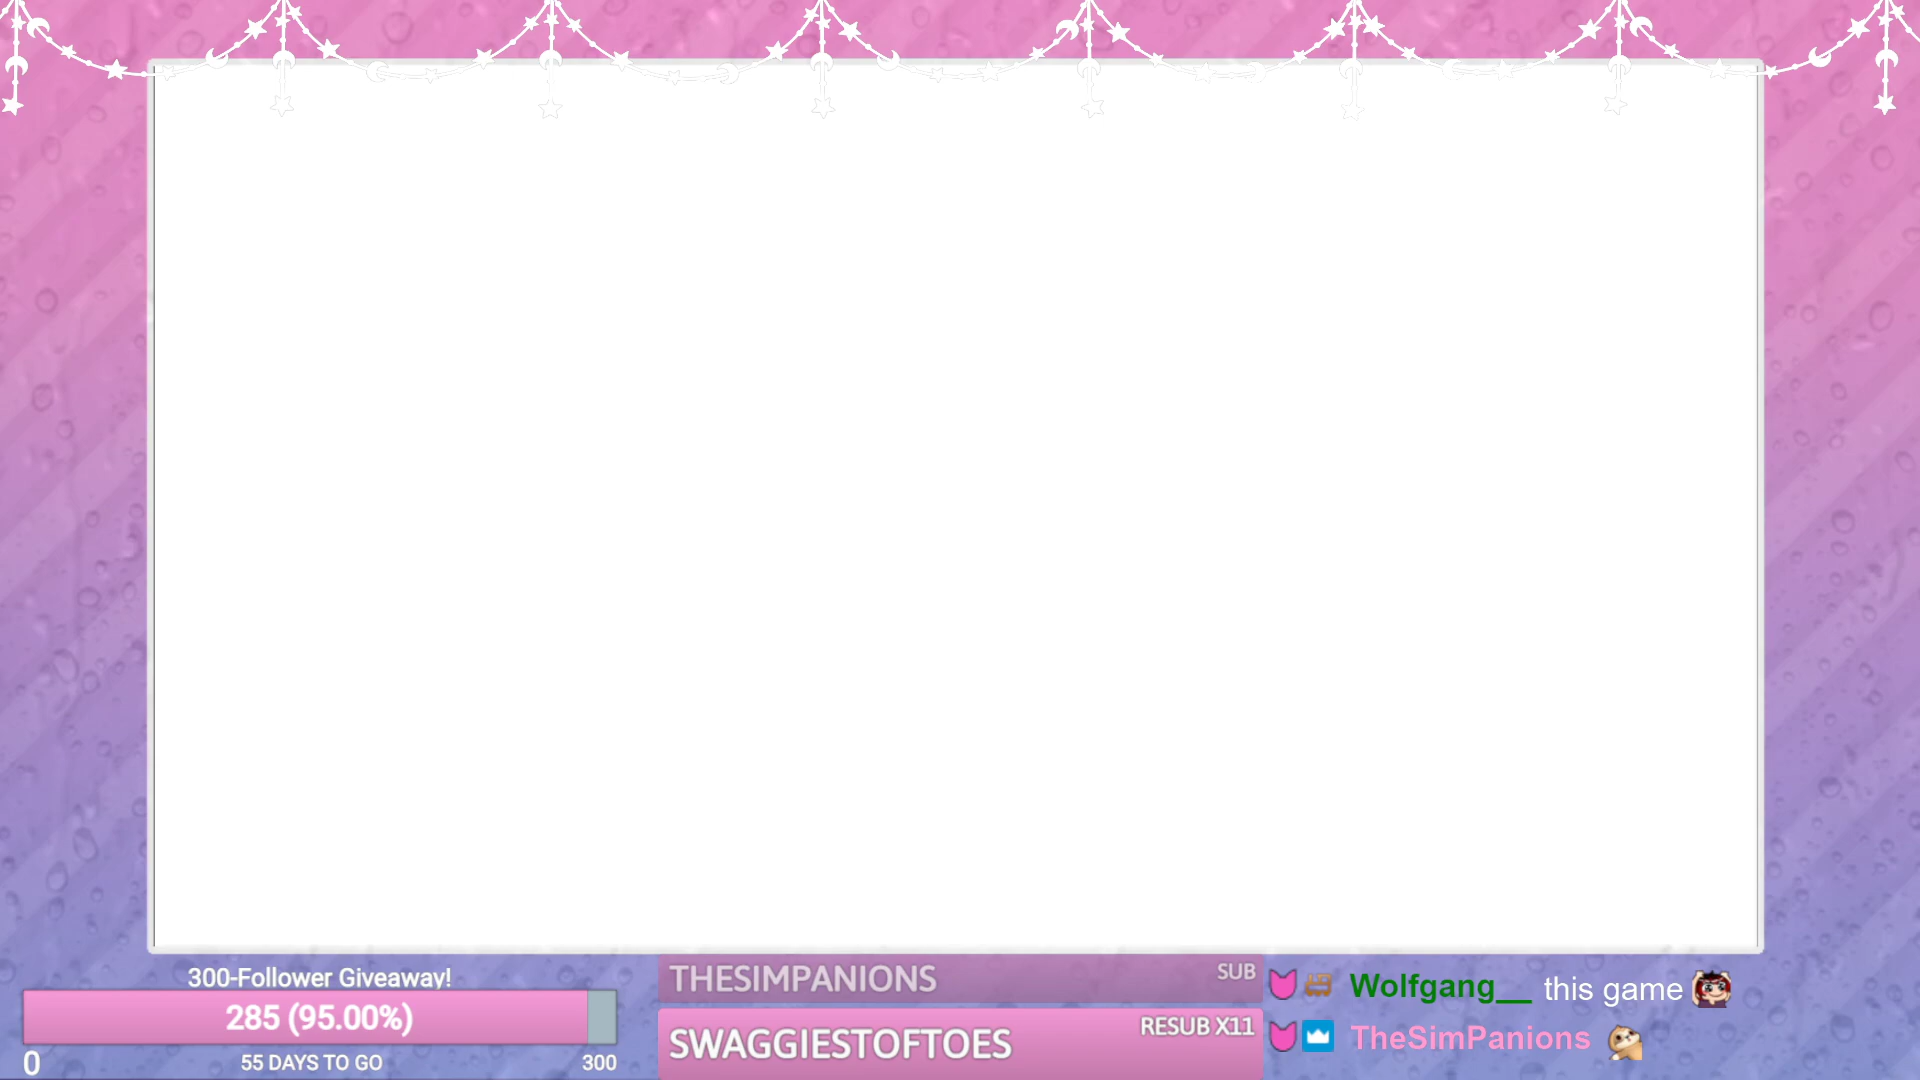 300-Follower Giveaway!
285 (95.00%)
0
55 DAYS TO GO
300
THESIMPANIONS
SUB
SWAGGIESTOFTOES
RESUB X11
Wolfgang__ this game
TheSimPanions